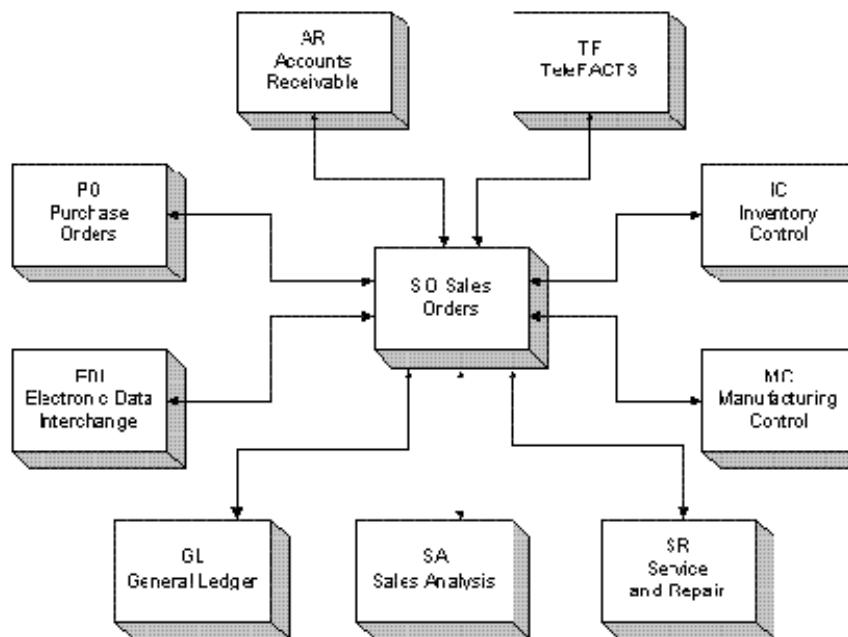 AR
Accounts
Receivable
TF
TeleFACTS
PO
Purchase
Orders
IC
Inventory
Control
SO Sales
Orders
EDI
Electronic Data
Interchange
MC
Manufacturing
Control
GL
General Ledger
SA
Sales Analysis
SR
Service
and Repair